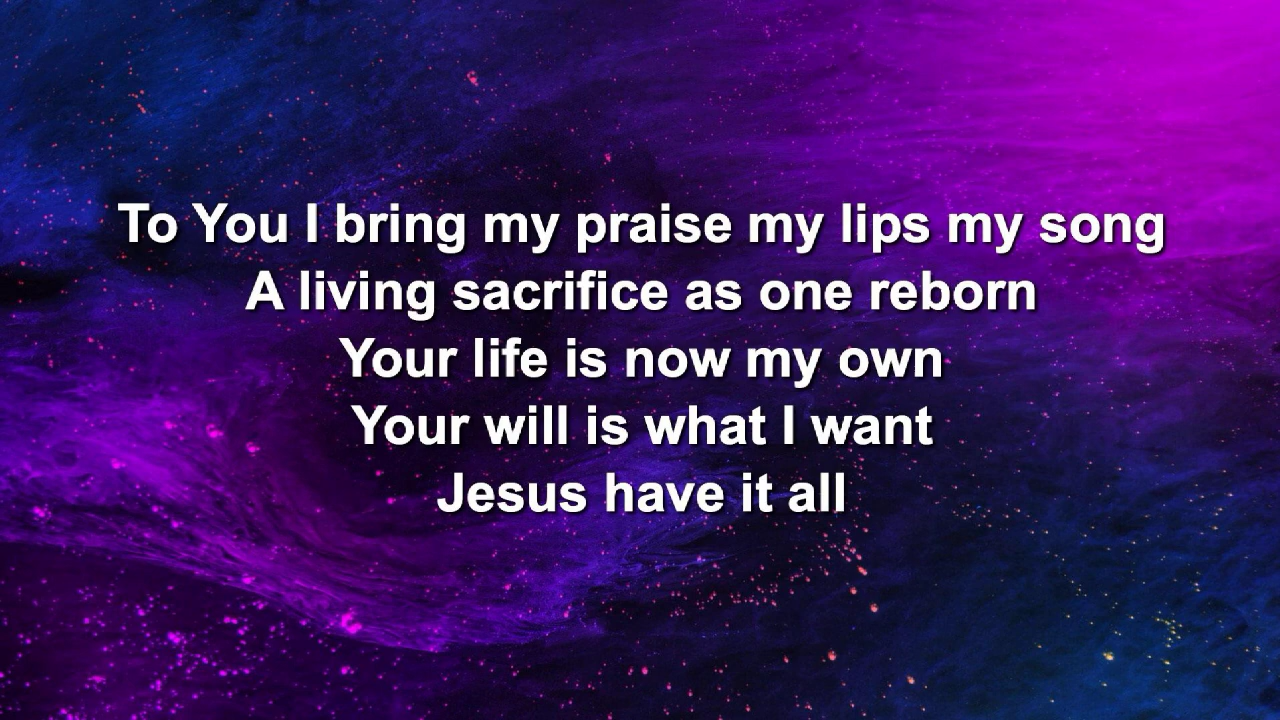 To You I bring my praise my lips my song
A living sacrifice as one reborn
Your life is now my own
Your will is what I want
Jesus have it all